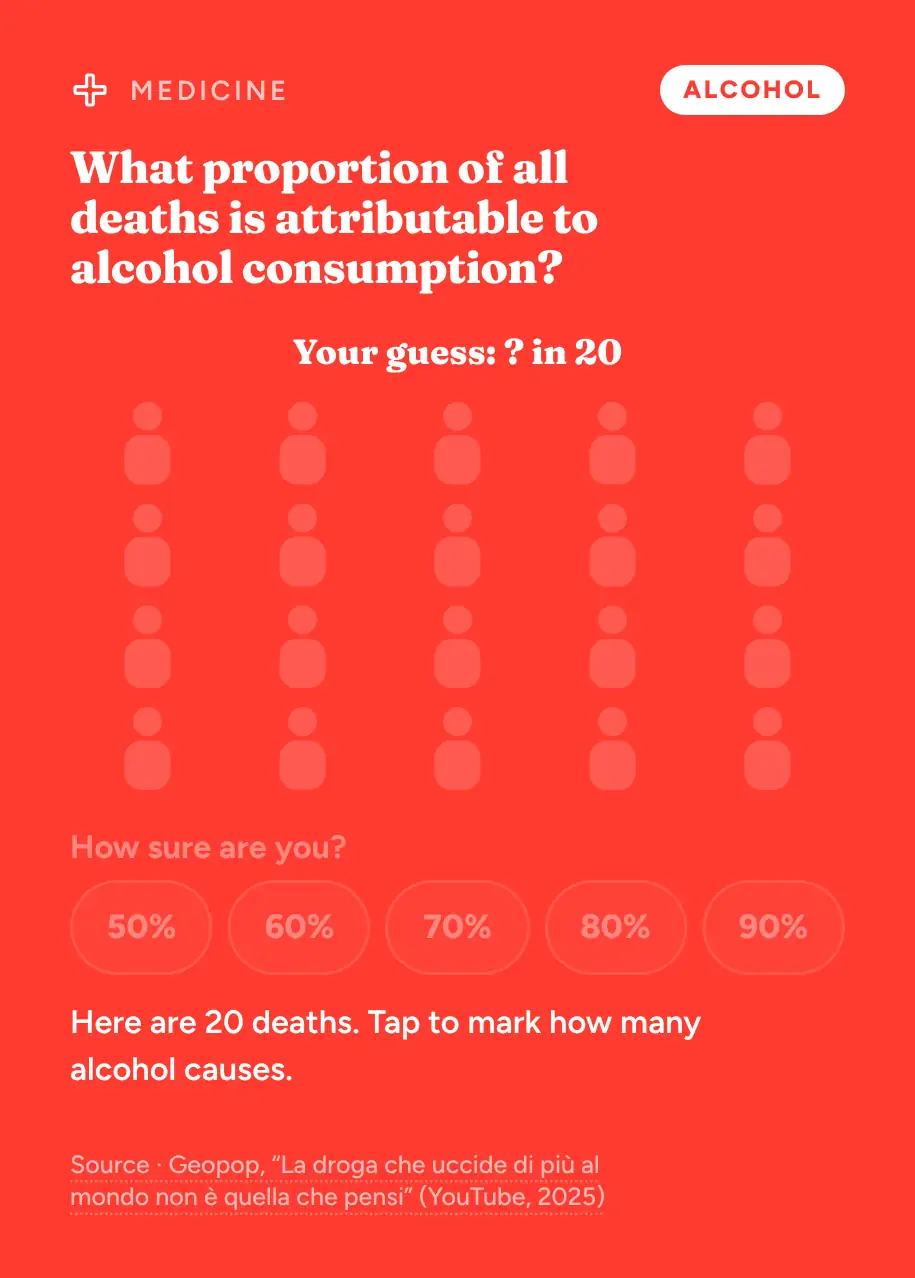 MEDICINE
ALCOHOL
What proportion of all
deaths is attributable to
alcohol consumption?
Your guess: ? in 20
How sure are you?
50% 60% 70% 80% 90%
Here are 20 deaths. Tap to mark how many
alcohol causes.
Source · Geopop, “La droga che uccide di più al
mondo non è quella che pensi” (YouTube, 2025)